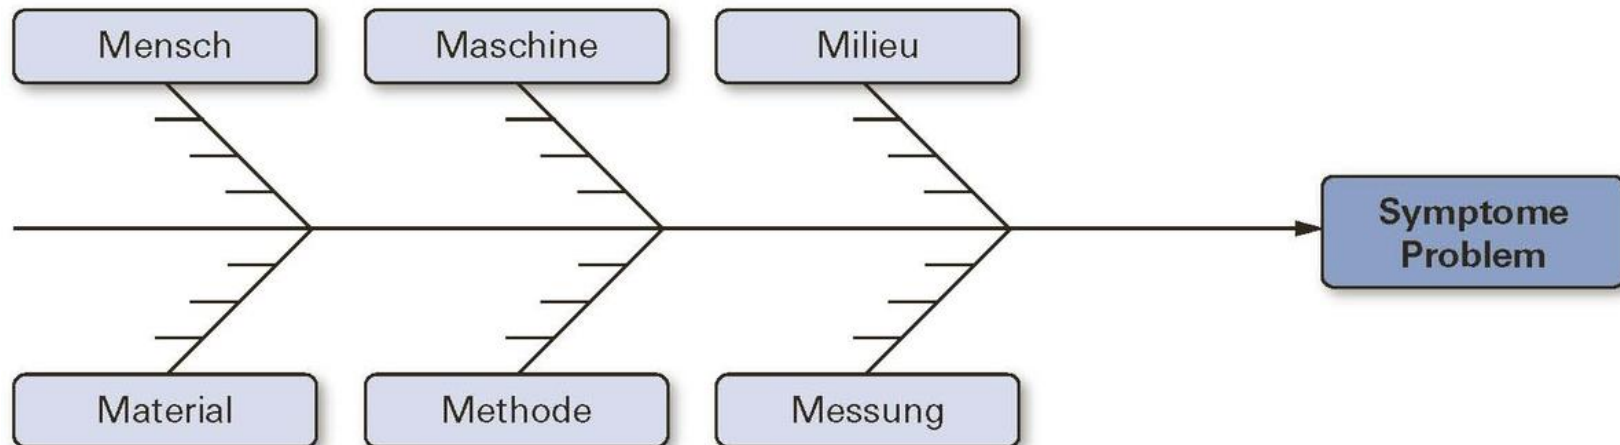 Mensch
Maschine
Milieu
Symptome
Problem
Material
Methode
Messung